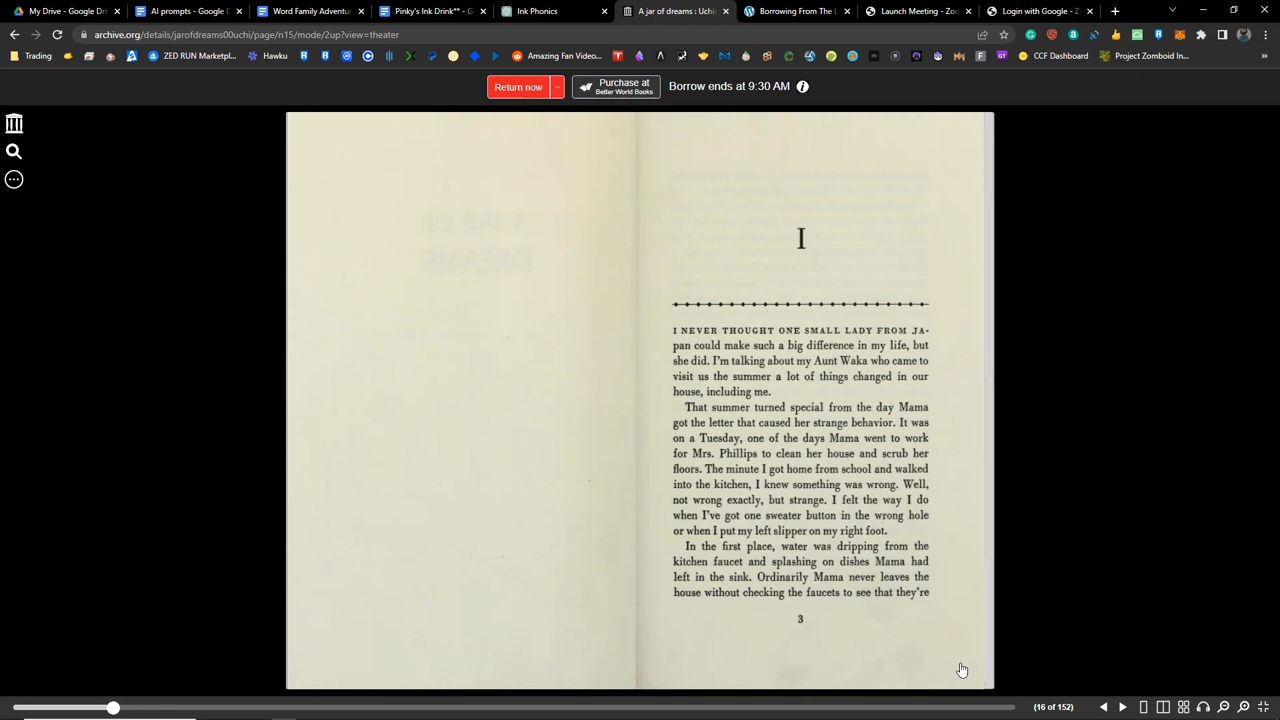 My Drive - Google Dri
AI prompts - Google D
Word Family Adventur
Pinky's Ink Drink** - G
Ink Phonics
A jar of dreams : Uchi
Borrowing From The L
Launch Meeting - Zoo
Login with Google - Z
archive.org/details/jarofdreams00uchi/page/n15/mode/2up?view=theater
Trading
ZED RUN Marketpl...
Hawku
Amazing Fan Video...
CCF Dashboard
Project Zomboid In...
Return now
Purchase at
Better World Books
Borrow ends at 9:30 AM
I
I NEVER THOUGHT ONE SMALL LADY FROM JA-
pan could make such a big difference in my life, but
she did. I'm talking about my Aunt Waka who came to
visit us the summer a lot of things changed in our
house, including me.
That summer turned special from the day Mama
got the letter that caused her strange behavior. It was
on a Tuesday, one of the days Mama went to work
for Mrs. Phillips to clean her house and scrub her
floors. The minute I got home from school and walked
into the kitchen, I knew something was wrong. Well,
not wrong exactly, but strange. I felt the way I do
when I've got one sweater button in the wrong hole
or when I put my left slipper on my right foot.
In the first place, water was dripping from the
kitchen faucet and splashing on dishes Mama had
left in the sink. Ordinarily Mama never leaves the
house without checking the faucets to see that they're
3
(16 of 152)